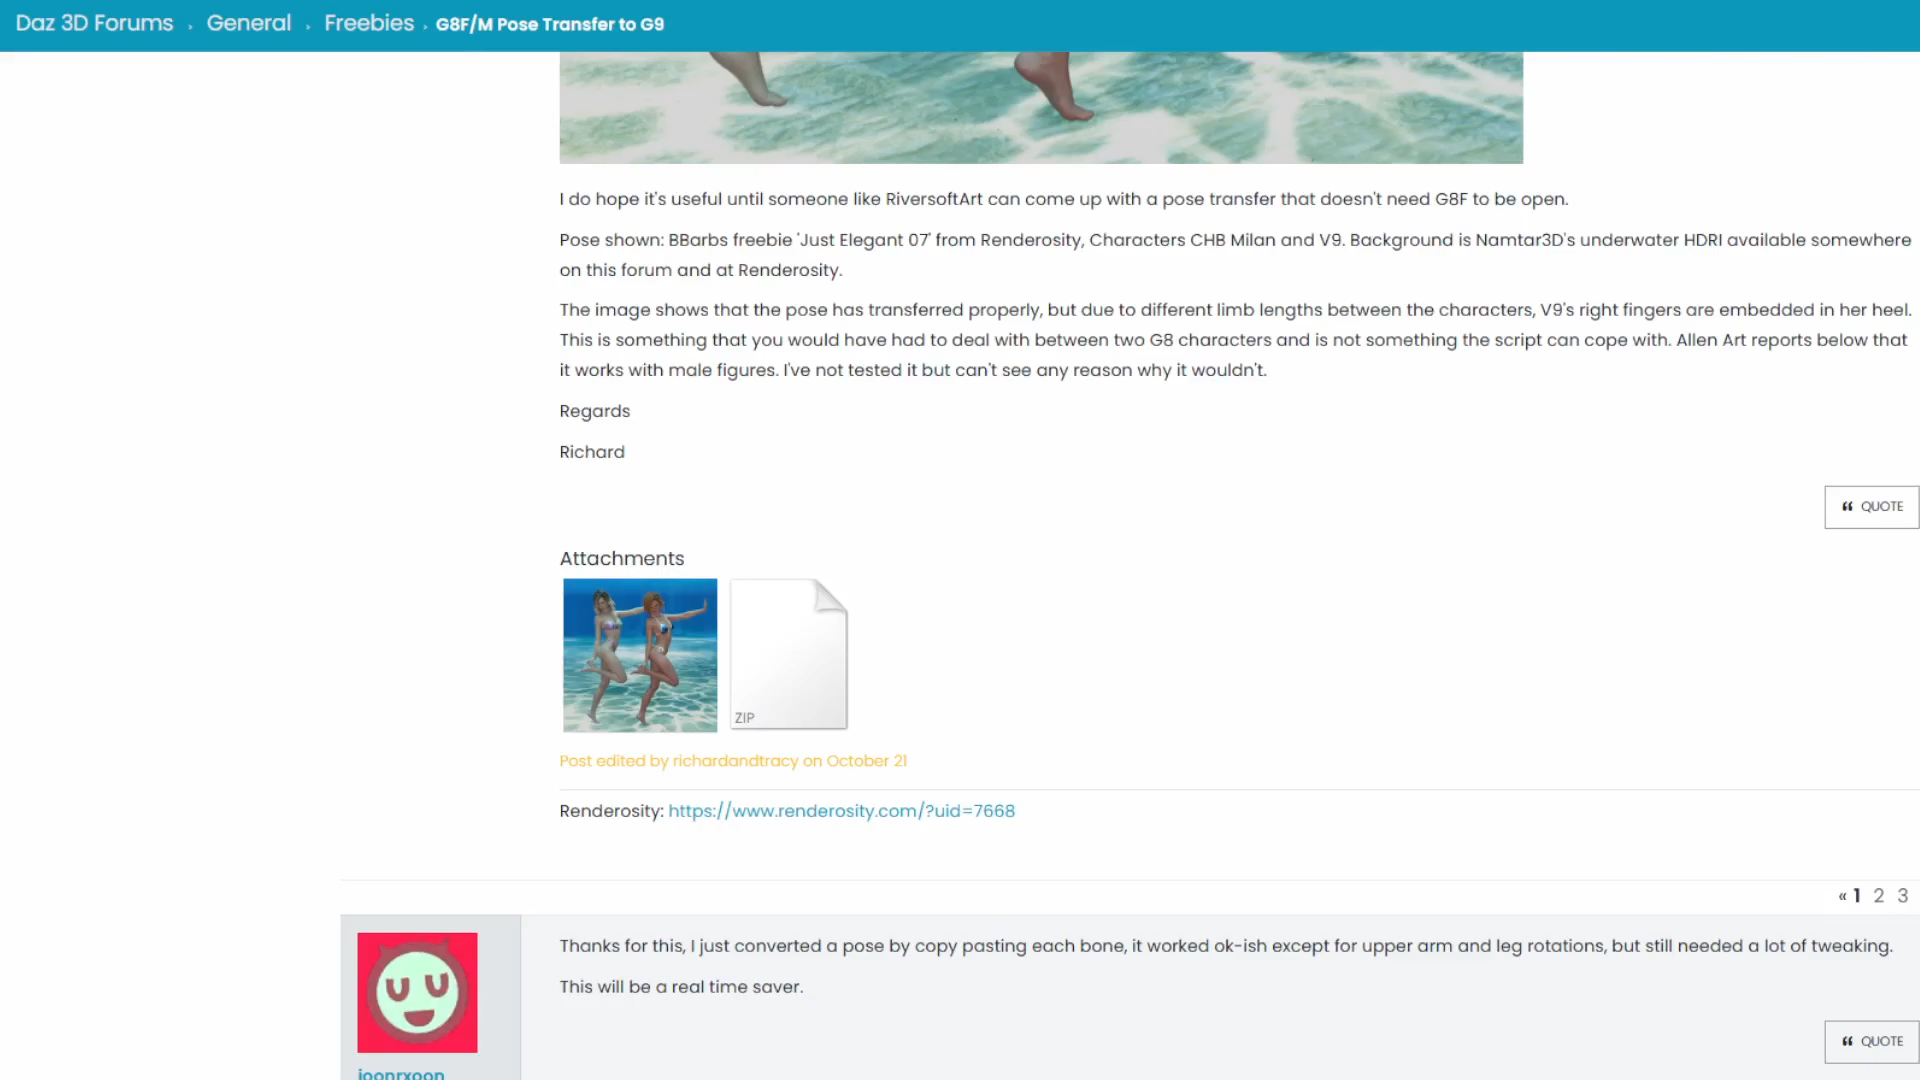 Daz 3D Forums › General › Freebies › G8F/M Pose Transfer to G9
I do hope it's useful until someone like RiversoftArt can come up with a pose transfer that doesn't need G8F to be open.
Pose shown: BBarbs freebie 'Just Elegant 07' from Renderosity, Characters CHB Milan and V9. Background is Namtar3D's underwater HDRI available somewhere
on this forum and at Renderosity.
The image shows that the pose has transferred properly, but due to different limb lengths between the characters, V9's right fingers are embedded in her heel.
This is something that you would have had to deal with between two G8 characters and is not something the script can cope with. Allen Art reports below that
it works with male figures. I've not tested it but can't see any reason why it wouldn't.
Regards
Richard
“ QUOTE
Attachments
ZIP
Post edited by richardandtracy on October 21
Renderosity: https://www.renderosity.com/?uid=7668
« 1 2 3
Thanks for this, I just converted a pose by copy pasting each bone, it worked ok-ish except for upper arm and leg rotations, but still needed a lot of tweaking.
This will be a real time saver.
“ QUOTE
joonrxoon